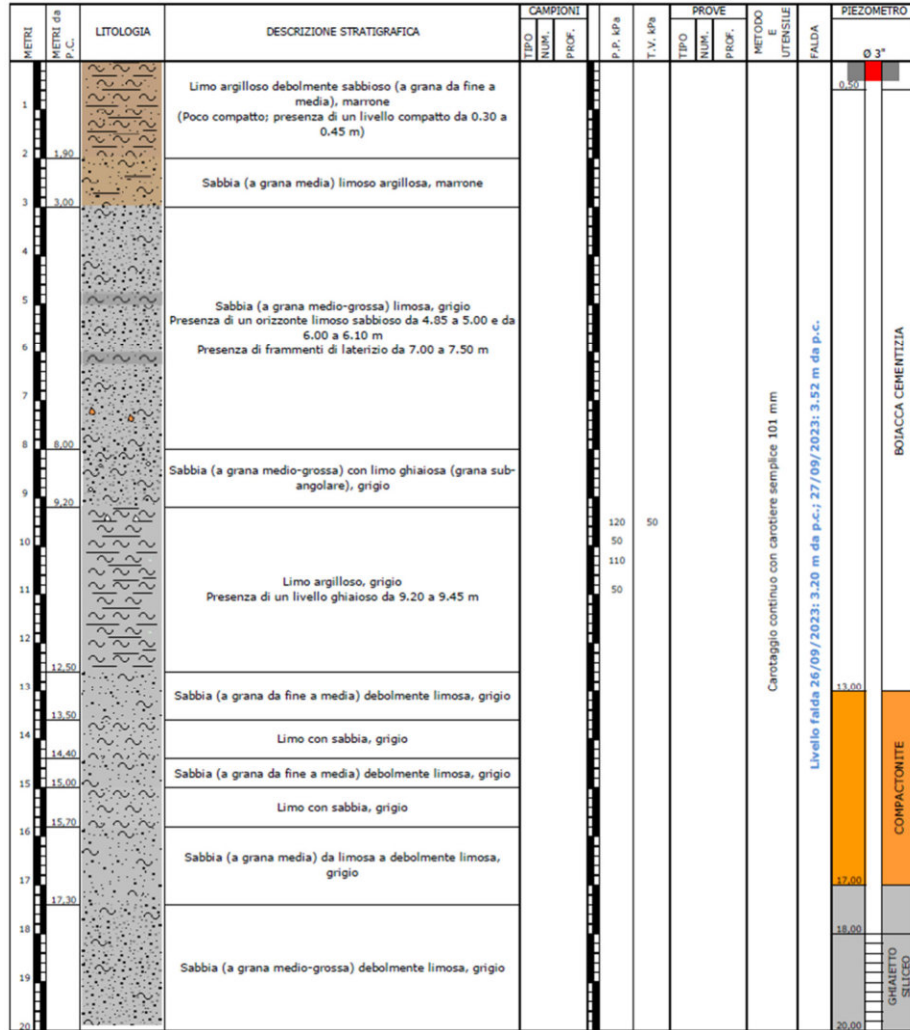 METRI
METRI da P.C.
LITOLOGIA
DESCRIZIONE STRATIGRAFICA
CAMPIONI
TIPO
NUM.
PROF.
P.P. kPa
T.V. kPa
PROVE
TIPO
NUM.
PROF.
METODO
E
UTENSILE
FALDA
PIEZOMETRO
Ø 3"
0,50
Limo argilloso debolmente sabbioso (a grana da fine a
media), marrone
(Poco compatto; presenza di un livello compatto da 0.30 a
0.45 m)
1
2
1,90
Sabbia (a grana media) limoso argillosa, marrone
3
3,00
4
5
6
7
Sabbia (a grana medio-grossa) limosa, grigio
Presenza di un orizzonte limoso sabbioso da 4.85 a 5.00 e da
6.00 a 6.10 m
Presenza di frammenti di laterizio da 7.00 a 7.50 m
8
8,00
Sabbia (a grana medio-grossa) con limo ghiaiosa (grana sub-
angolare), grigio
9
9,20
120 50
10
50
110
11
50
Limo argilloso, grigio
Presenza di un livello ghiaioso da 9.20 a 9.45 m
12
12,50
13
Sabbia (a grana da fine a media) debolmente limosa, grigio
13,50
14
Limo con sabbia, grigio
14,40
Sabbia (a grana da fine a media) debolmente limosa, grigio
15
15,00
Limo con sabbia, grigio
15,70
16
Sabbia (a grana media) da limosa a debolmente limosa,
grigio
17
17,30
18
Sabbia (a grana medio-grossa) debolmente limosa, grigio
19
20
Carotaggio continuo con carotiere semplice 101 mm
Livello falda 26/09/2023: 3.20 m da p.c.; 27/09/2023: 3.52 m da p.c.
BOIACCA CEMENTIZIA
13,00
COMPACTONITE
17,00
18,00
GHIAIETTO
SILICEO
20,00